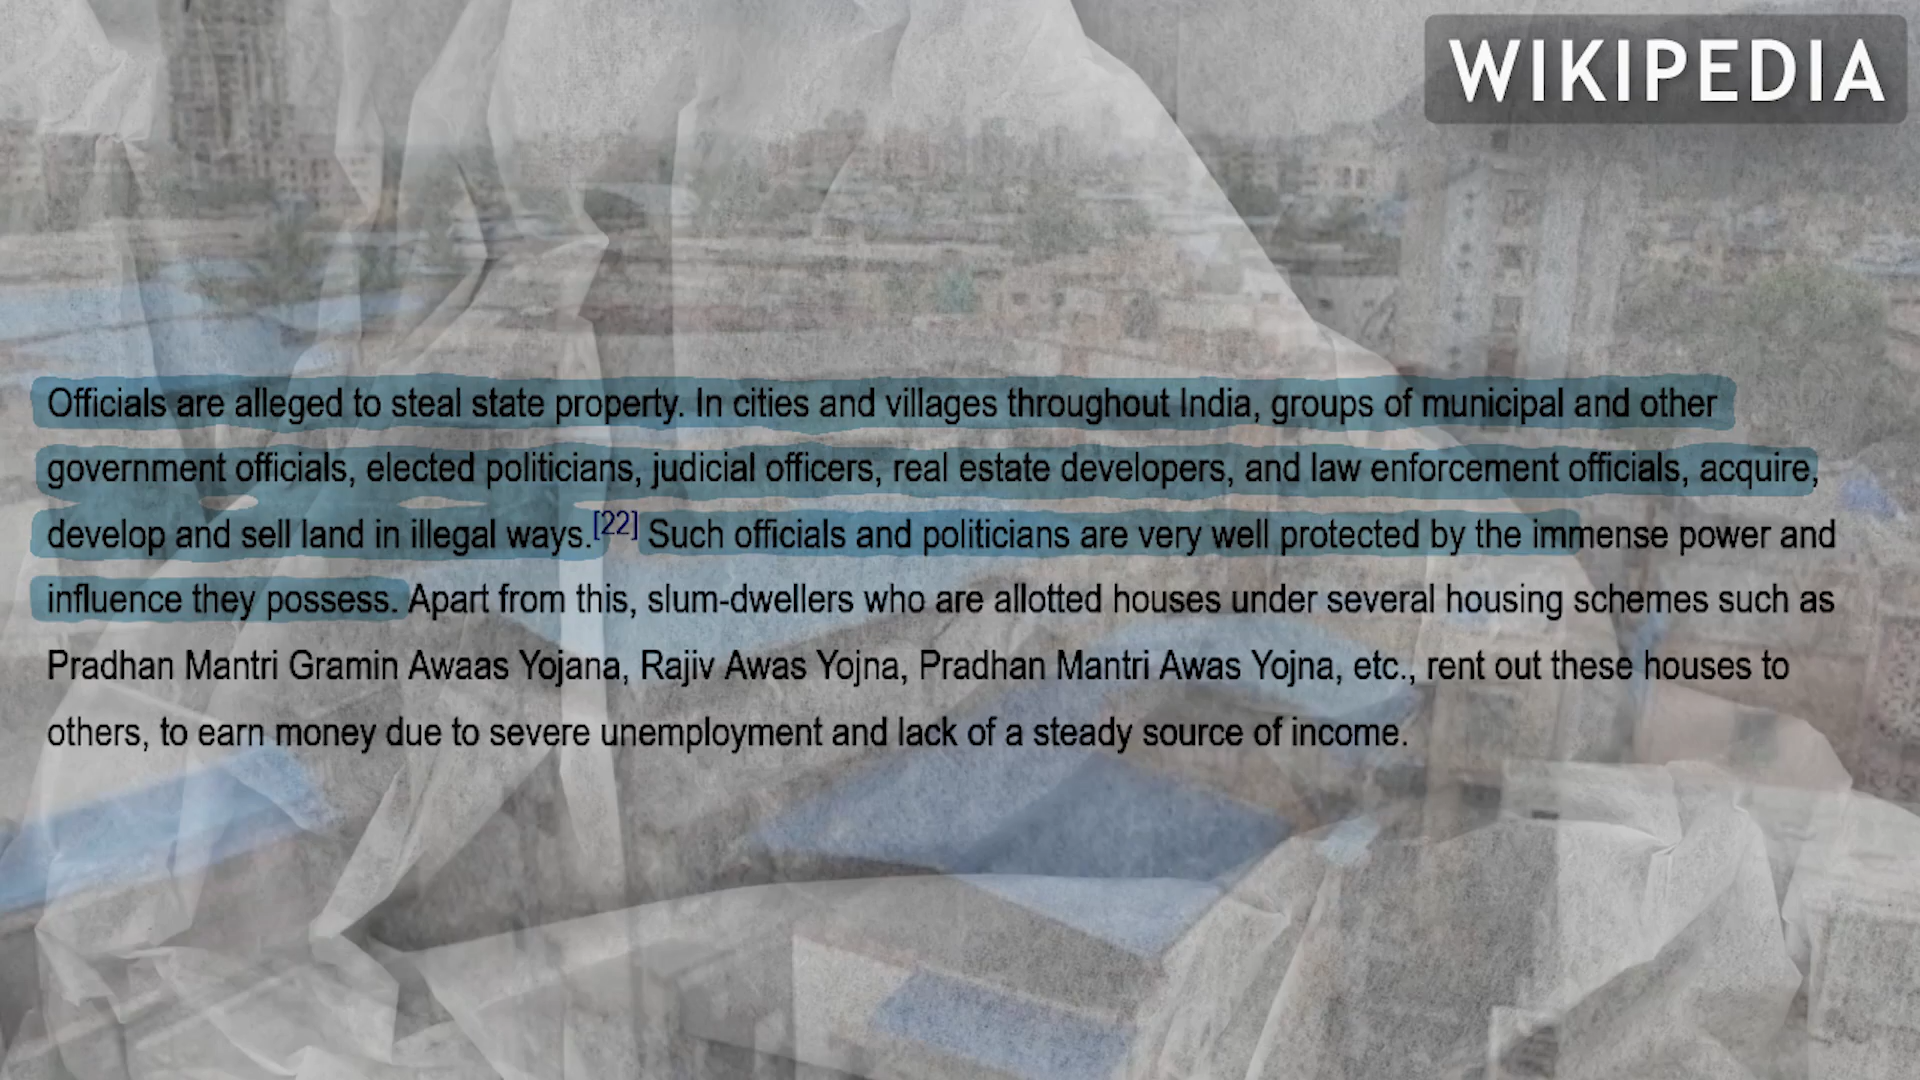 WIKIPEDIA
Officials are alleged to steal state property. In cities and villages throughout India, groups of municipal and other
government officials, elected politicians, judicial officers, real estate developers, and law enforcement officials, acquire,
develop and sell land in illegal ways.[22] Such officials and politicians are very well protected by the immense power and
influence they possess. Apart from this, slum-dwellers who are allotted houses under several housing schemes such as
Pradhan Mantri Gramin Awaas Yojana, Rajiv Awas Yojna, Pradhan Mantri Awas Yojna, etc., rent out these houses to
others, to earn money due to severe unemployment and lack of a steady source of income.